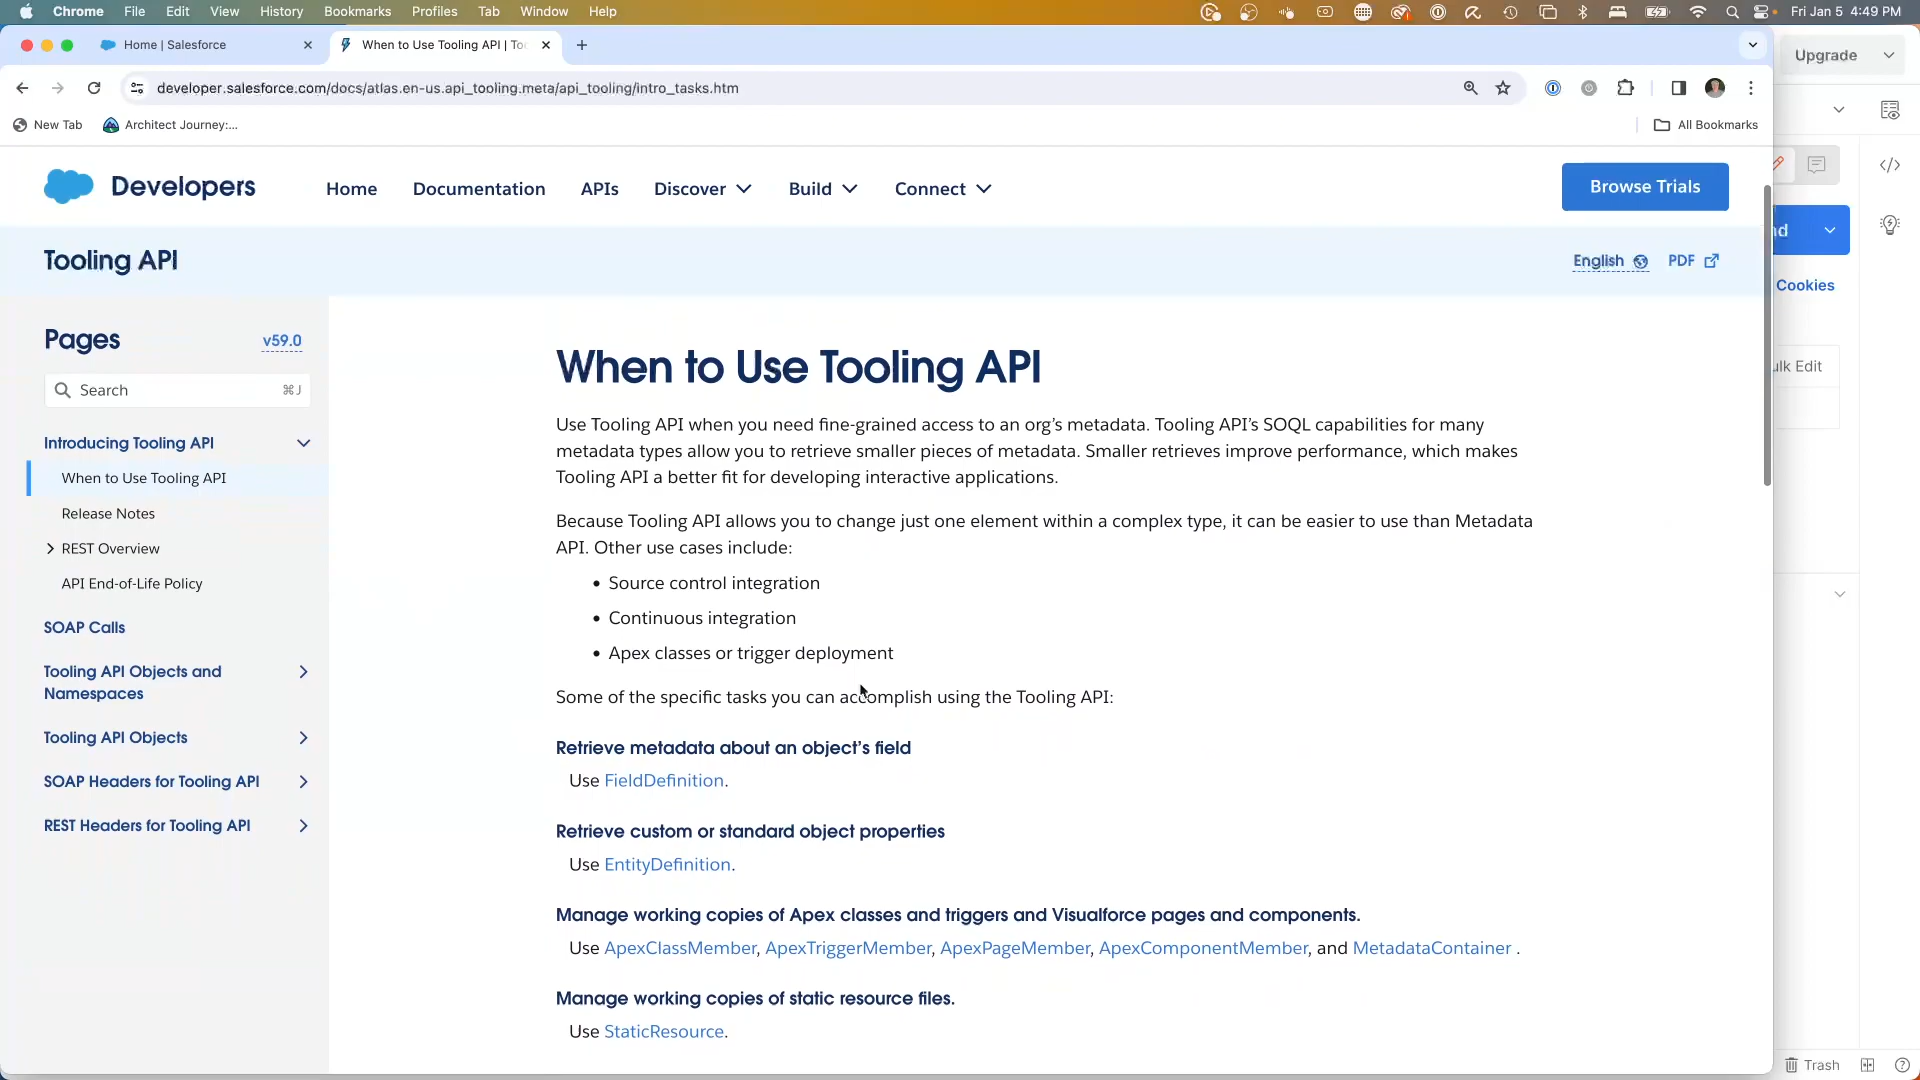 Chrome File Edit View History Bookmarks Profiles Tab Window Help
Fri Jan 5 4:49 PM
Home | Salesforce
When to Use Tooling API | Too
Upgrade
developer.salesforce.com/docs/atlas.en-us.api_tooling.meta/api_tooling/intro_tasks.htm
New Tab
Architect Journey:...
All Bookmarks
Developers
Home
Documentation
APIs
Discover
Build
Connect
Browse Trials
nd
Cookies
ulk Edit
Tooling API
English
PDF
Pages
v59.0
Search
⌘J
Introducing Tooling API
When to Use Tooling API
Release Notes
REST Overview
API End-of-Life Policy
SOAP Calls
Tooling API Objects and
Namespaces
Tooling API Objects
SOAP Headers for Tooling API
REST Headers for Tooling API
When to Use Tooling API
Use Tooling API when you need fine-grained access to an org’s metadata. Tooling API’s SOQL capabilities for many
metadata types allow you to retrieve smaller pieces of metadata. Smaller retrieves improve performance, which makes
Tooling API a better fit for developing interactive applications.
Because Tooling API allows you to change just one element within a complex type, it can be easier to use than Metadata
API. Other use cases include:
• Source control integration
• Continuous integration
• Apex classes or trigger deployment
Some of the specific tasks you can accomplish using the Tooling API:
Retrieve metadata about an object’s field
Use FieldDefinition.
Retrieve custom or standard object properties
Use EntityDefinition.
Manage working copies of Apex classes and triggers and Visualforce pages and components.
Use ApexClassMember, ApexTriggerMember, ApexPageMember, ApexComponentMember, and MetadataContainer .
Manage working copies of static resource files.
Use StaticResource.
Trash